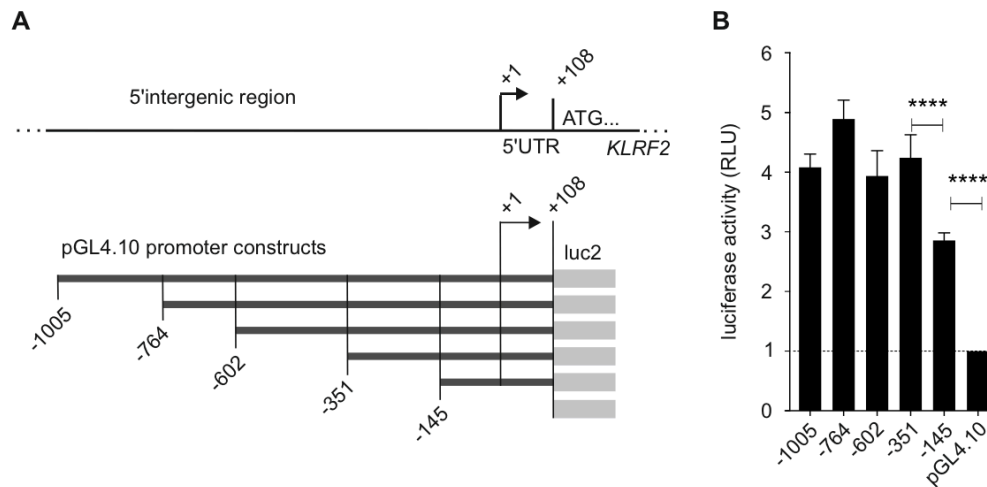 A
+1
+108
5'intergenic region
ATG...
5'UTR
KLRF2
+1
+108
pGL4.10 promoter constructs
luc2
-1005
-764
-602
-351
-145
B
luciferase activity (RLU)
6
5
4
3
2
1
0
****
****
-1005
-764
-602
-351
-145
pGL4.10